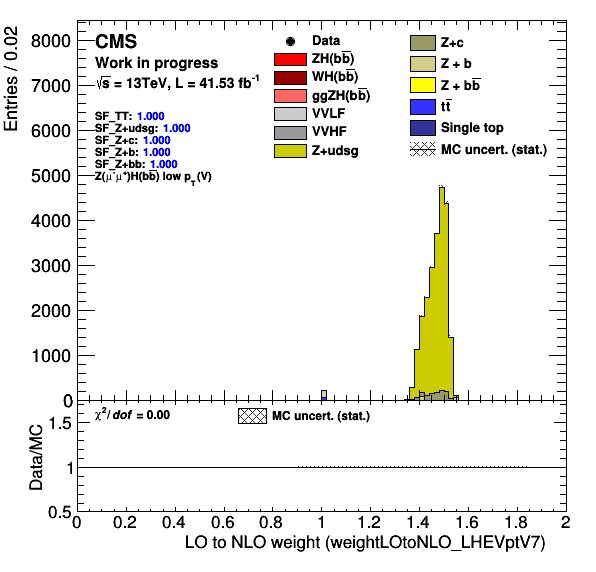 CMS
Work in progress
√s = 13TeV, L = 41.53 fb⁻¹
SF_TT: 1.000
SF_Z+udsg: 1.000
SF_Z+c: 1.000
SF_Z+b: 1.000
SF_Z+bb: 1.000
Z(μ⁻μ⁺)H(bb̅) low p_T(V)
Data
ZH(bb̅)
WH(bb̅)
ggZH(bb̅)
VVLF
VVHF
Z+udsg
Z+c
Z + b
Z + bb̅
tt̅
Single top
MC uncert. (stat.)
Entries / 0.02
8000
7000
6000
5000
4000
3000
2000
1000
0
χ²/dof = 0.00
MC uncert. (stat.)
Data/MC
1.5
1
0.5
0 0.2 0.4 0.6 0.8 1 1.2 1.4 1.6 1.8 2
LO to NLO weight (weightLOtoNLO_LHEVptV7)